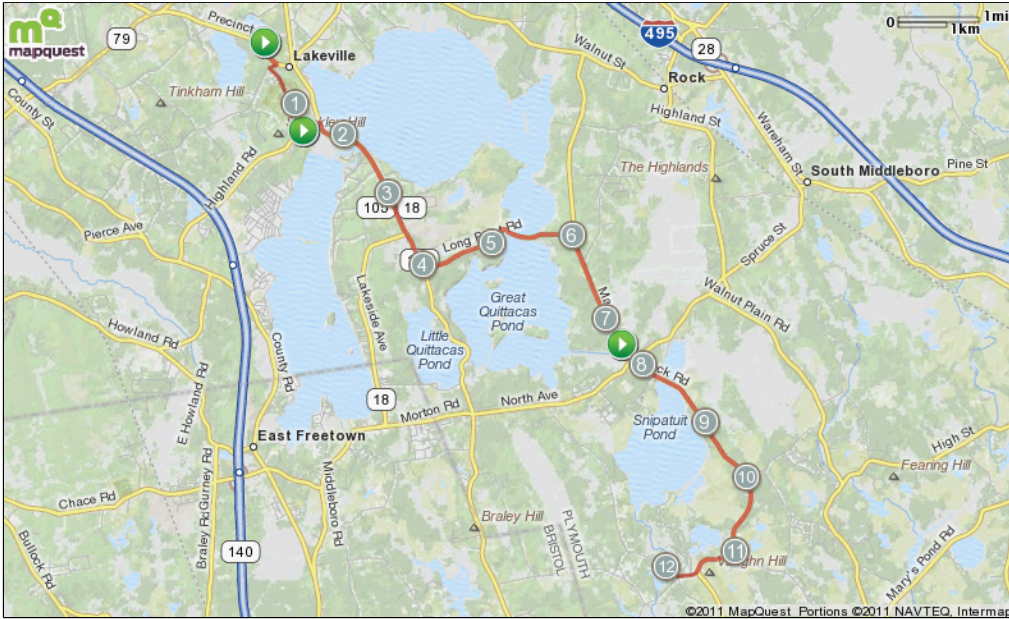 mapquest
Precinct
79
Lakeville
Tinkham Hill
County St
1
2
3
105
18
Highland Rd
Pierce Ave
495
28
0
1mi
1km
Walnut St
Rock
Highland St
Wareham St
The Highlands
South Middleboro
Pine St
Spruce St
Walnut Plain Rd
4
Long
Rd
5
6
7
8
9
10
11
12
Great
Quittacas
Pond
Little
Quittacas
Pond
Lakeside Ave
Howland Rd
County Rd
E Howland Rd
18
Morton Rd
North Ave
Snipatuit
Pond
East Freetown
Middleboro Rd
Chace Rd
Braley Rd
Gurney Rd
Bullock Rd
140
Braley Hill
PLYMOUTH
BRISTOL
High St
Fearing Hill
Mary's Pond Rd
Hill
©2011 MapQuest Portions ©2011 NAVTEQ, Intermap